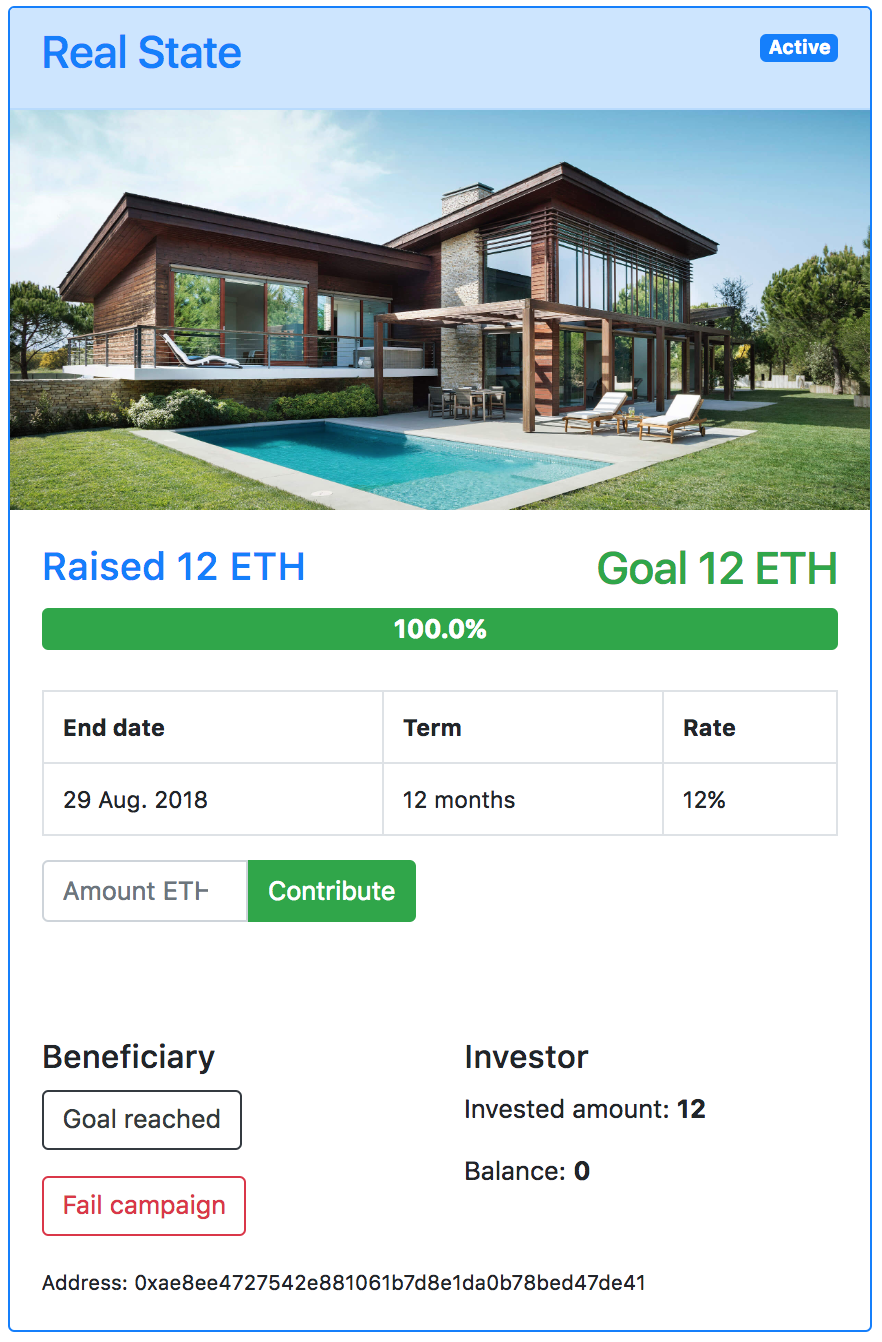 Real State
Active
Raised 12 ETH
Goal 12 ETH
100.0%
End date Term Rate
29 Aug. 2018 12 months 12%
Amount ETH
Contribute
Beneficiary
Goal reached
Fail campaign
Investor
Invested amount: 12
Balance: 0
Address: 0xae8ee4727542e881061b7d8e1da0b78bed47de41